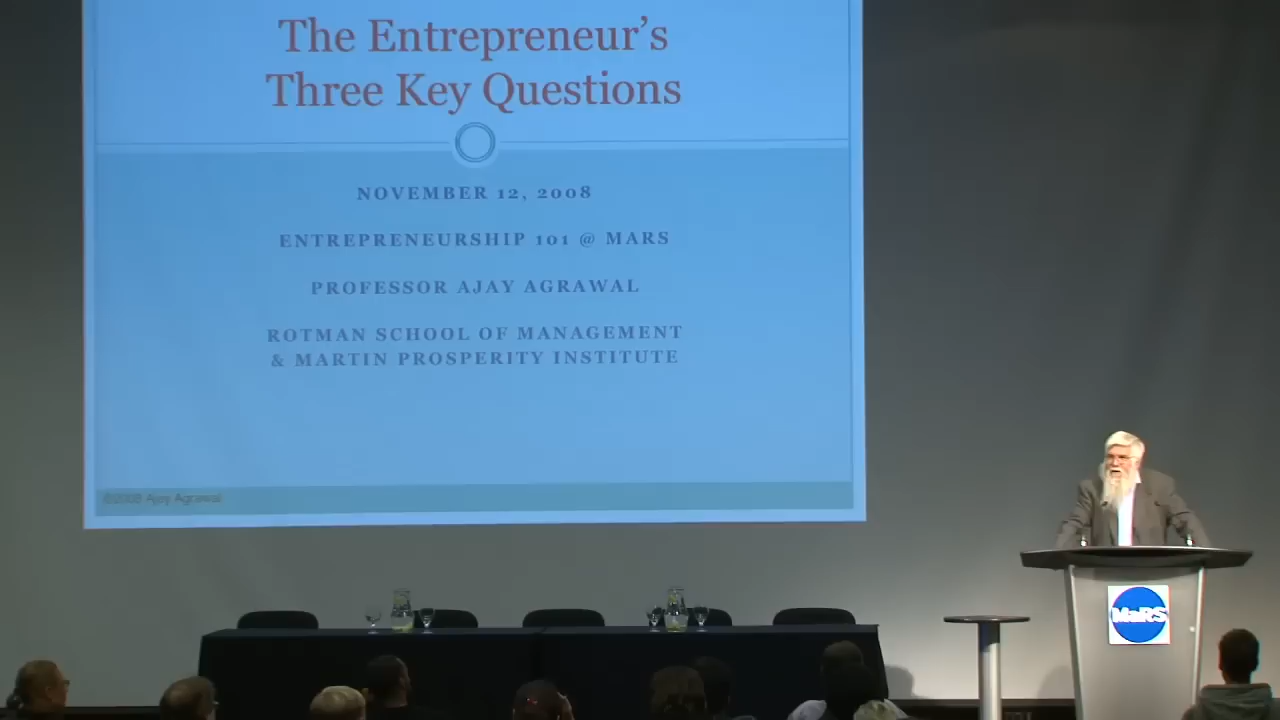 The Entrepreneur's
Three Key Questions
NOVEMBER 12, 2008
ENTREPRENEURSHIP 101 @ MARS
PROFESSOR AJAY AGRAWAL
ROTMAN SCHOOL OF MANAGEMENT
& MARTIN PROSPERITY INSTITUTE
©2008 Ajay Agrawal
MaRS